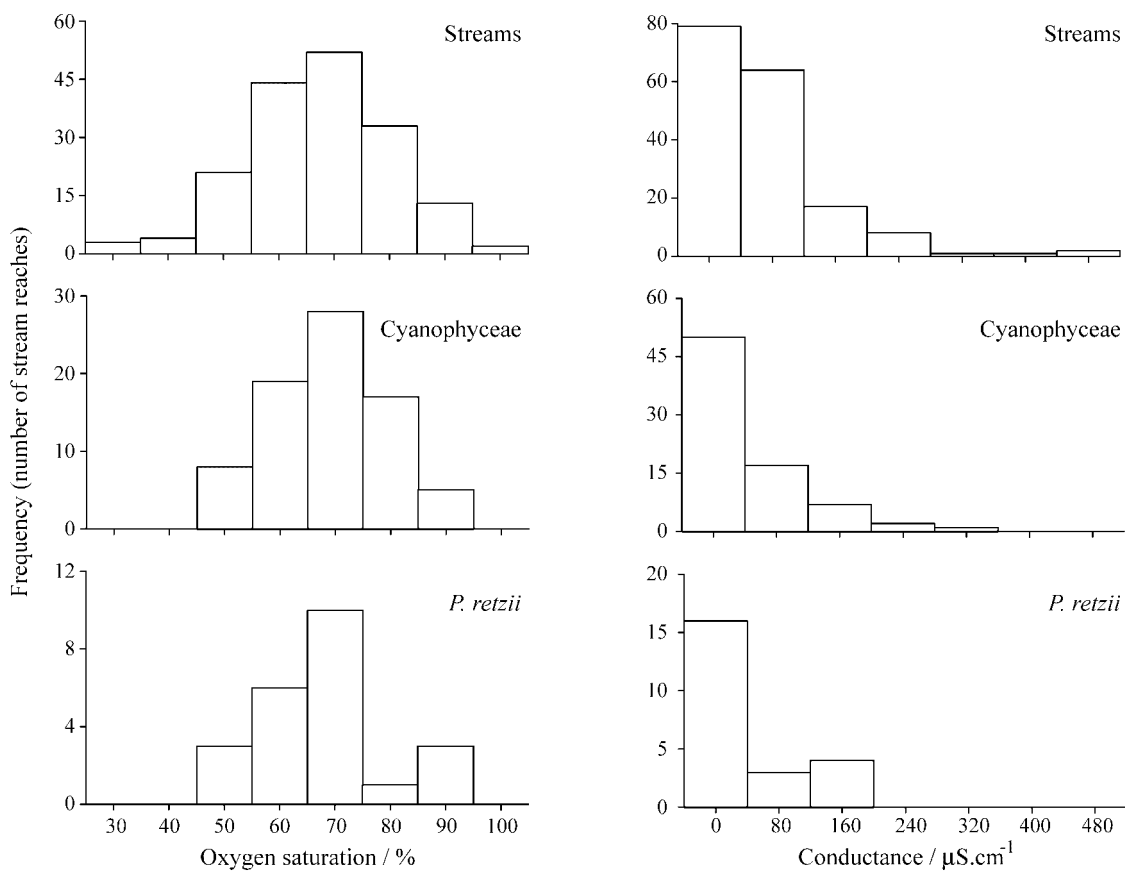 Frequency (number of stream reaches)
60
45
30
15
0
Streams
30
20
10
0
Cyanophyceae
12
8
4
0
P. retzii
30 40 50 60 70 80 90 100
Oxygen saturation / %
80
60
40
20
0
Streams
60
45
30
15
0
Cyanophyceae
20
15
10
5
0
P. retzii
0 80 160 240 320 400 480
Conductance / µS.cm⁻¹